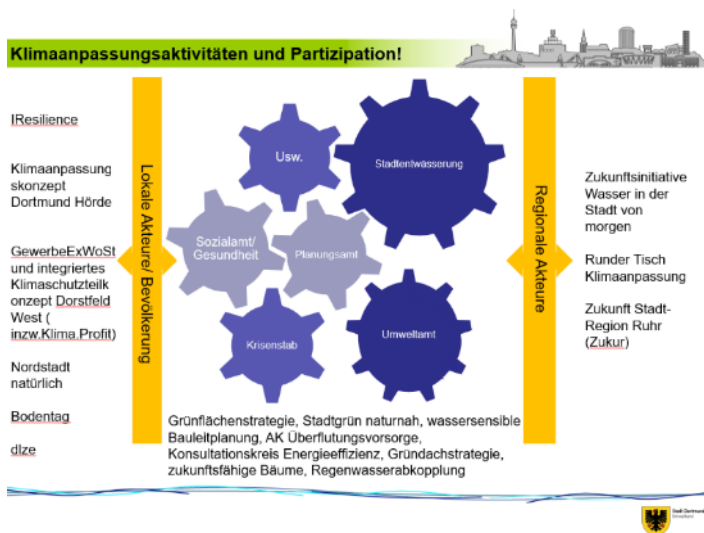 Klimaanpassungsaktivitäten und Partizipation!
IResilience
Klimaanpassung
skonzept
Dortmund Hörde
GewerbeExWoSt
und integriertes
Klimaschutzteilk
onzept Dorstfeld
West (
inzw.Klima.Profit)
Nordstadt
natürlich
Bodentag
dlze
Lokale Akteure/ Bevölkerung
Usw.
Stadtentwässerung
Sozialamt/
Gesundheit
Planungsamt
Krisenstab
Umweltamt
Grünflächenstrategie, Stadtgrün naturnah, wassersensible
Bauleitplanung, AK Überflutungsvorsorge,
Konsultationskreis Energieeffizienz, Gründachstrategie,
zukunftsfähige Bäume, Regenwasserabkopplung
Regionale Akteure
Zukunftsinitiative
Wasser in der
Stadt von
morgen
Runder Tisch
Klimaanpassung
Zukunft Stadt-
Region Ruhr
(Zukur)
Stadt Dortmund
Umweltamt